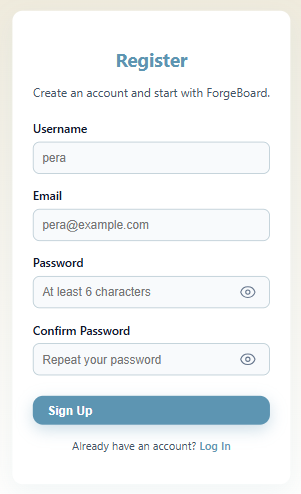 Register
Create an account and start with ForgeBoard.
Username
pera
Email
pera@example.com
Password
At least 6 characters
Confirm Password
Repeat your password
Sign Up
Already have an account? Log In